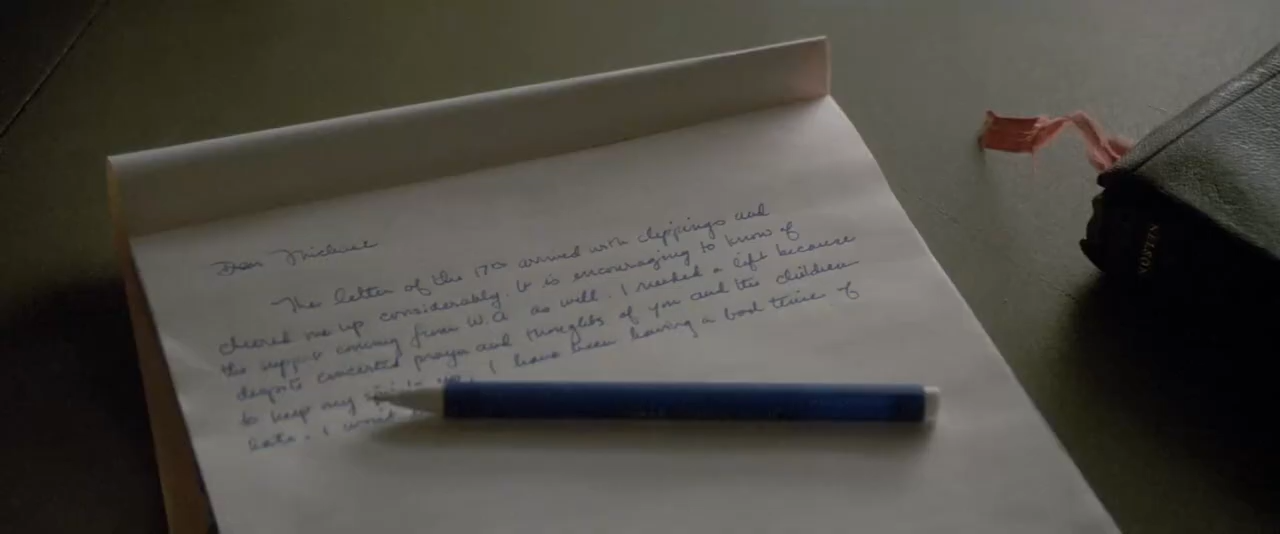 Dear Michael
The letter of the 17th arrived with clippings and
cheered me up considerably. It is encouraging to know of
the support coming from W.A. as well. I needed a lift because
despite concerted prayer and thoughts of you and the children
to keep my up, I have been having a bad time of
late. I
NELSON